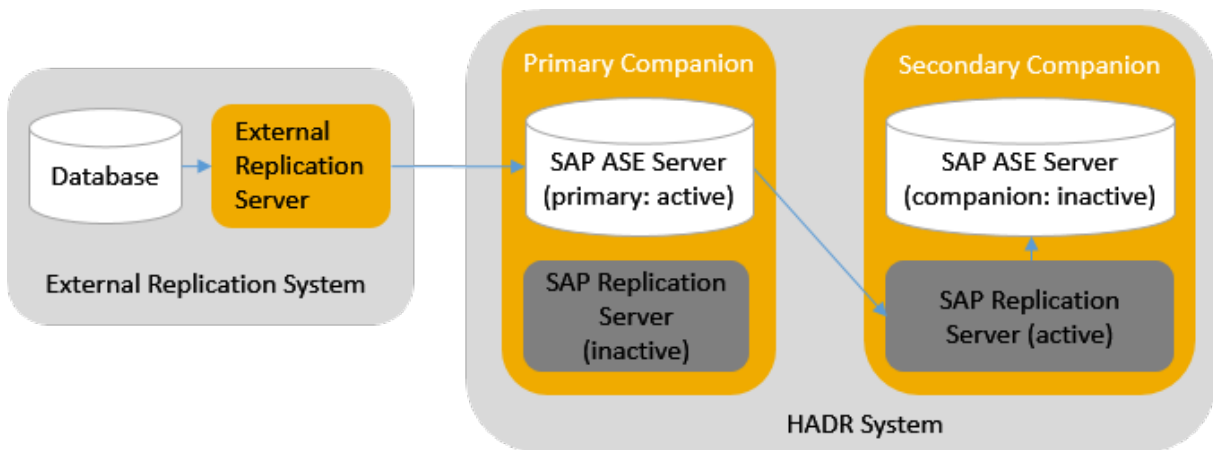 Database
External
Replication
Server
External Replication System
Primary Companion
SAP ASE Server
(primary: active)
SAP Replication
Server
(inactive)
Secondary Companion
SAP ASE Server
(companion: inactive)
SAP Replication
Server (active)
HADR System